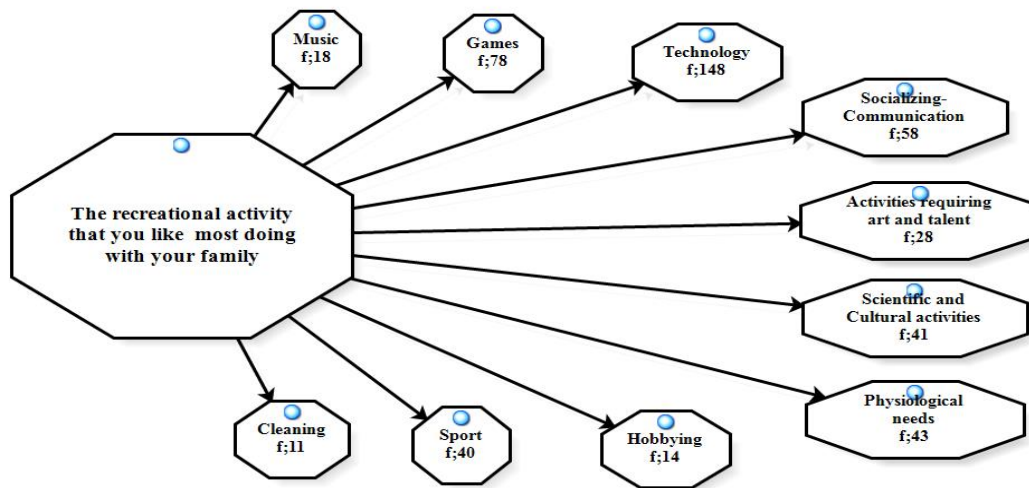 Music
f;18
Games
f;78
Technology
f;148
Socializing-
Communication
f;58
The recreational activity
that you like most doing
with your family
Activities requiring
art and talent
f;28
Scientific and
Cultural activities
f;41
Physiological
needs
f;43
Cleaning
f;11
Sport
f;40
Hobbying
f;14